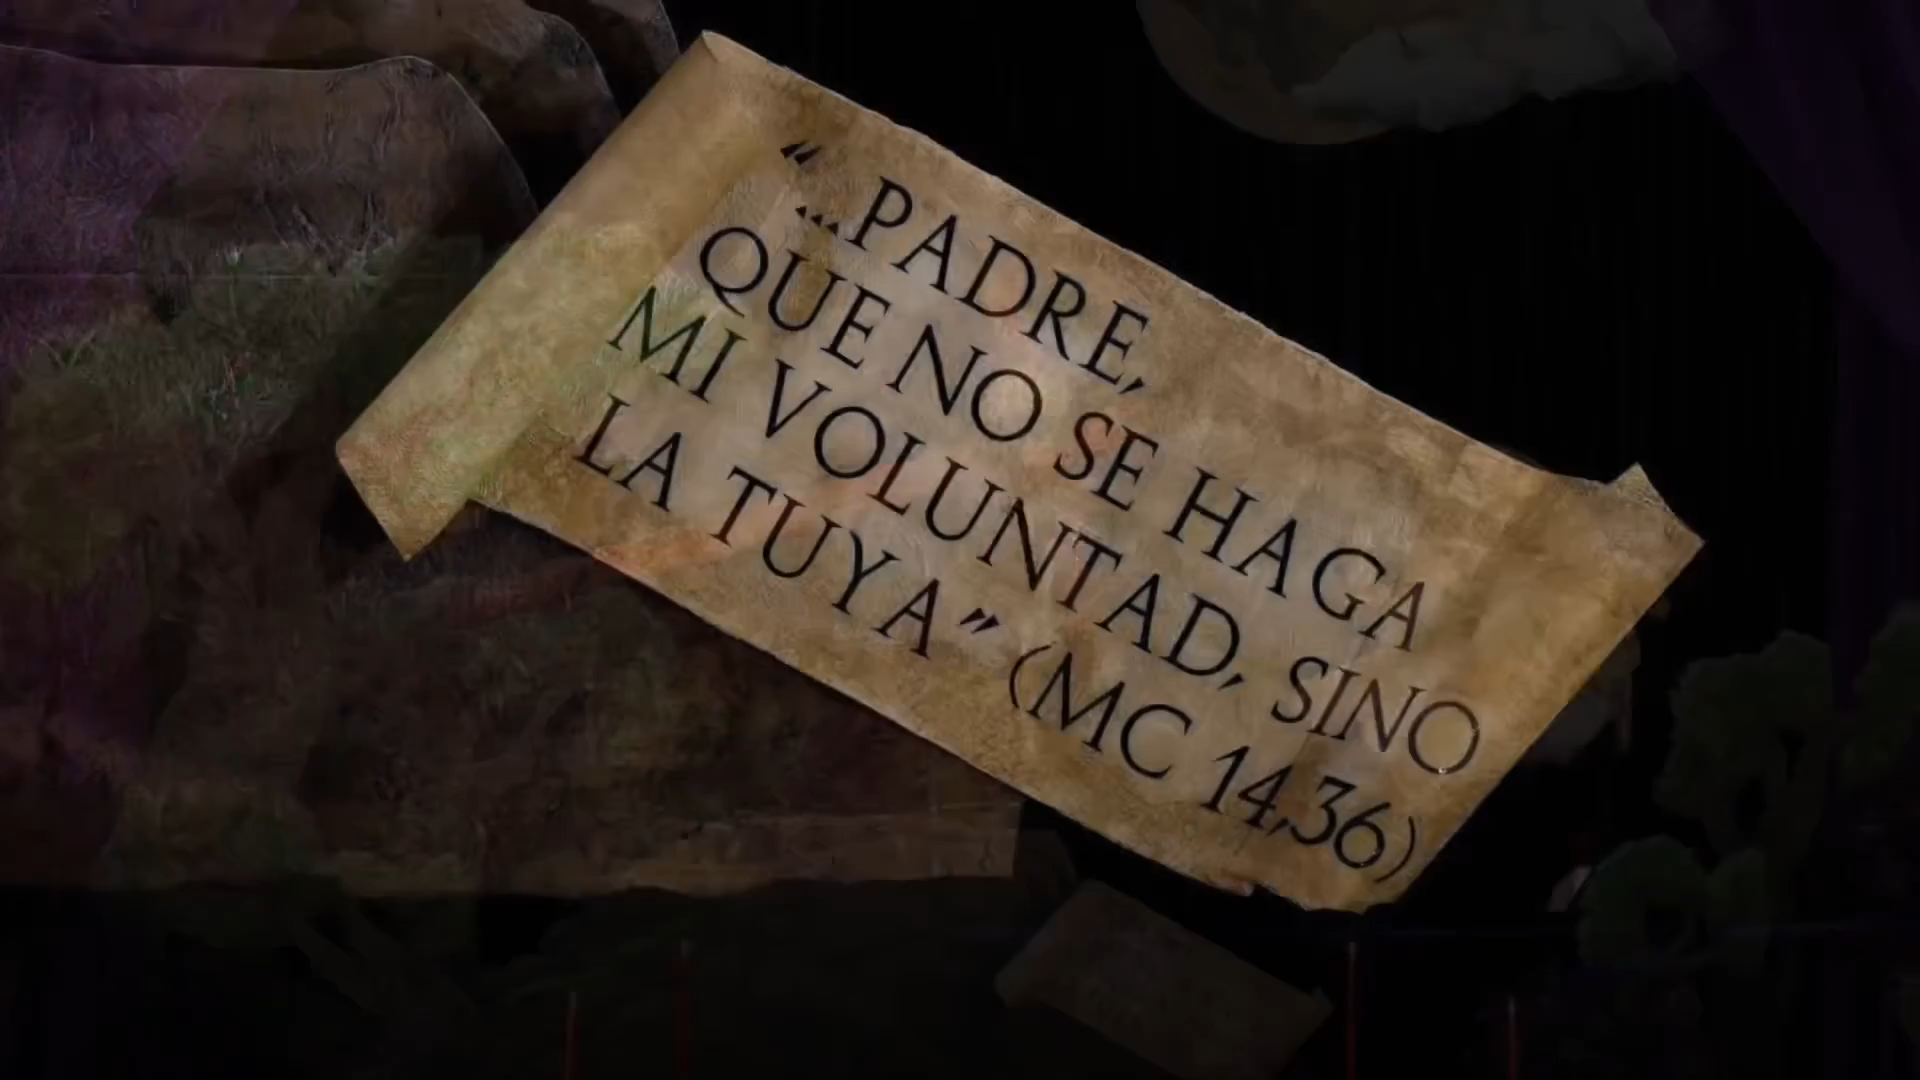 “
...PADRE,
QUE NO SE HAGA
MI VOLUNTAD, SINO
LA TUYA” (MC 14,36)